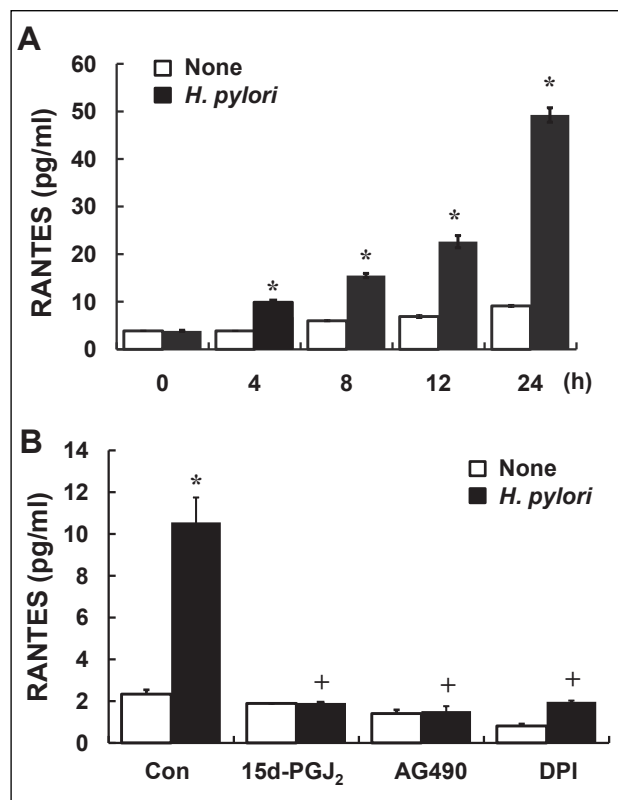 A
None
H. pylori
RANTES (pg/ml)
60
50
40
30
20
10
0
*
*
*
*
0 4 8 12 24 (h)
B
None
H. pylori
RANTES (pg/ml)
14
12
10
8
6
4
2
0
*
+
+
+
Con 15d-PGJ₂ AG490 DPI